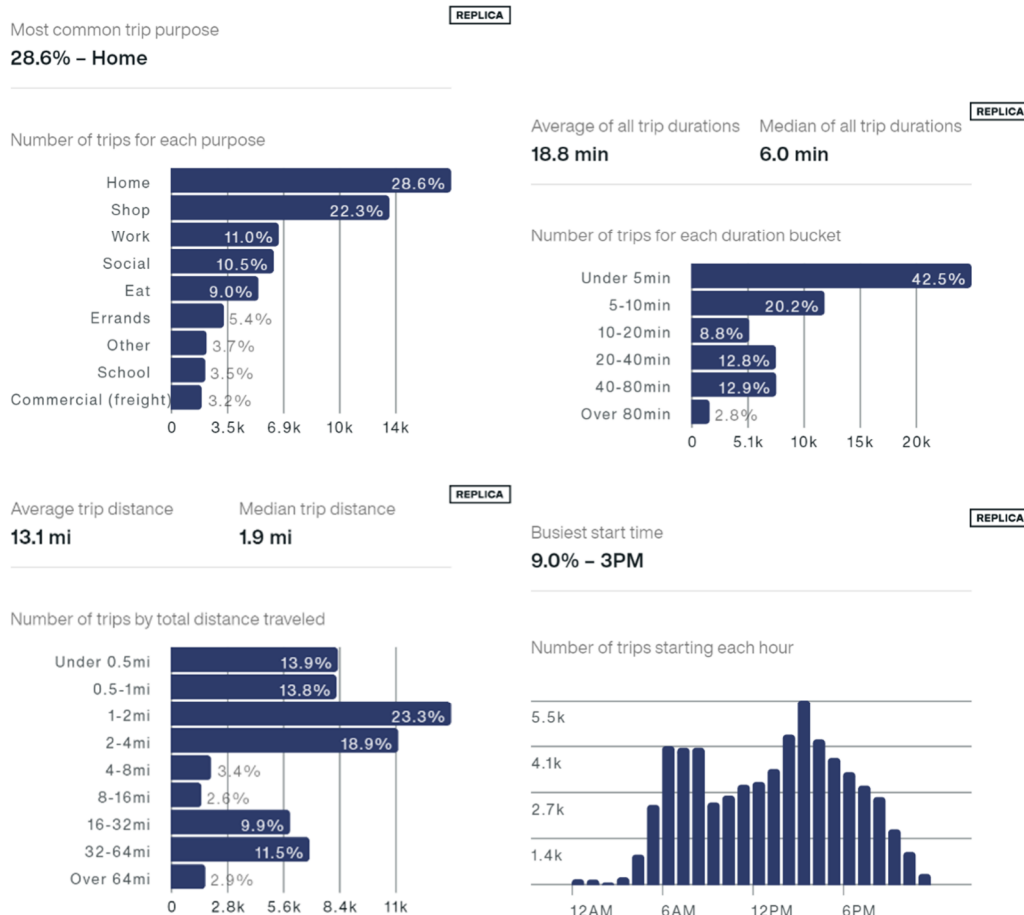 REPLICA
Most common trip purpose
28.6% – Home
Number of trips for each purpose
Home 28.6%
Shop 22.3%
Work 11.0%
Social 10.5%
Eat 9.0%
Errands 5.4%
Other 3.7%
School 3.5%
Commercial (freight) 3.2%
0 3.5k 6.9k 10k 14k
REPLICA
Average of all trip durations Median of all trip durations
18.8 min 6.0 min
Number of trips for each duration bucket
Under 5min 42.5%
5-10min 20.2%
10-20min 8.8%
20-40min 12.8%
40-80min 12.9%
Over 80min 2.8%
0 5.1k 10k 15k 20k
REPLICA
Average trip distance Median trip distance
13.1 mi 1.9 mi
Number of trips by total distance traveled
Under 0.5mi 13.9%
0.5-1mi 13.8%
1-2mi 23.3%
2-4mi 18.9%
4-8mi 3.4%
8-16mi 2.6%
16-32mi 9.9%
32-64mi 11.5%
Over 64mi 2.9%
0 2.8k 5.6k 8.4k 11k
REPLICA
Busiest start time
9.0% – 3PM
Number of trips starting each hour
5.5k
4.1k
2.7k
1.4k
12AM 6AM 12PM 6PM